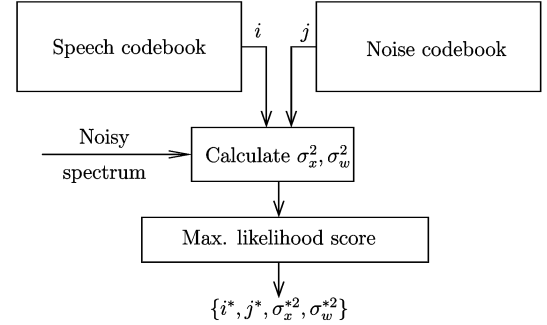 Speech codebook
i
j
Noise codebook
Noisy
spectrum
Calculate σ_x^2, σ_w^2
Max. likelihood score
{i*, j*, σ_x^{*2}, σ_w^{*2}}